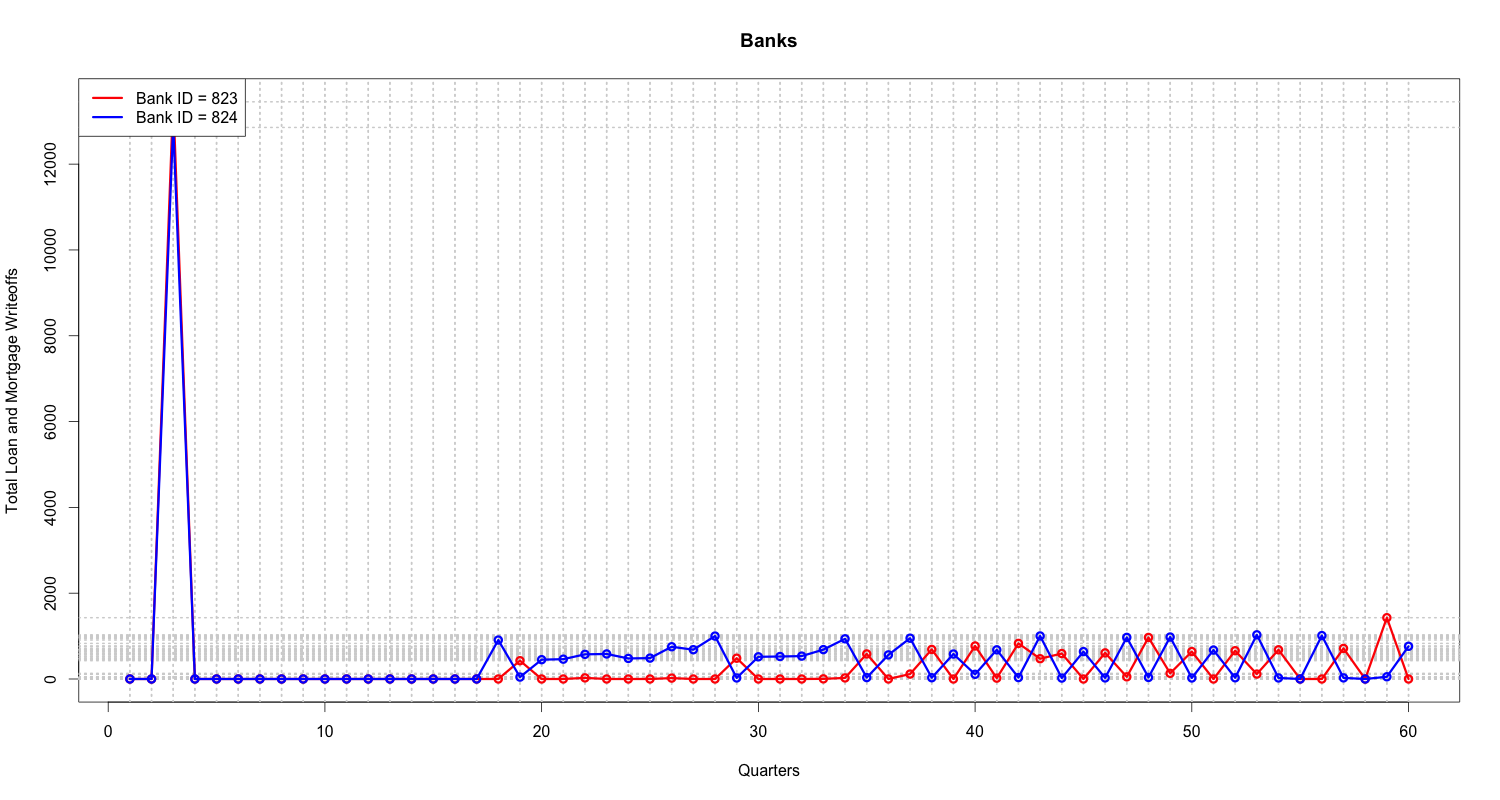 Banks
Bank ID = 823
Bank ID = 824
Total Loan and Mortgage Writeoffs
12000
10000
8000
6000
4000
2000
0
0 10 20 30 40 50 60
Quarters